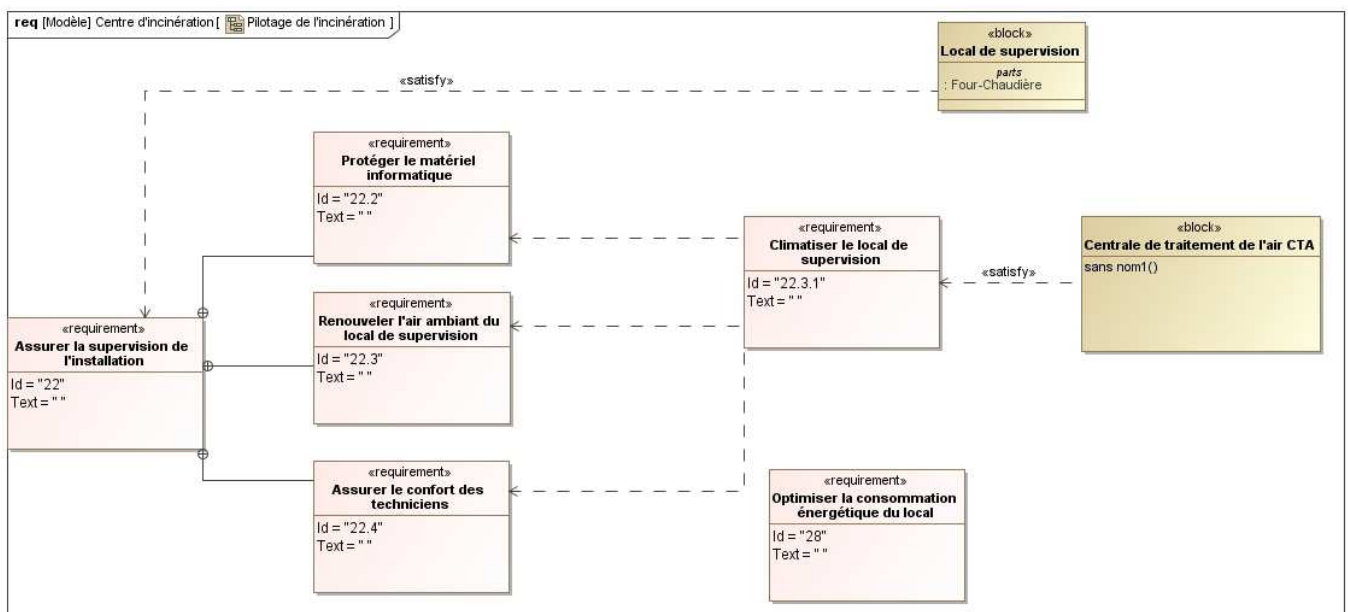 req [Modèle] Centre d'incinération [ Pilotage de l'incinération ]
«block»
Local de supervision
parts
: Four-Chaudière
«satisfy»
«requirement»
Protéger le matériel
informatique
Id = "22.2"
Text = " "
«requirement»
Climatiser le local de
supervision
Id = "22.3.1"
Text = " "
«satisfy»
«block»
Centrale de traitement de l'air CTA
sans nom1()
«requirement»
Renouveler l'air ambiant du
local de supervision
Id = "22.3"
Text = " "
«requirement»
Assurer la supervision de
l'installation
Id = "22"
Text = " "
«requirement»
Assurer le confort des
techniciens
Id = "22.4"
Text = " "
«requirement»
Optimiser la consommation
énergétique du local
Id = "28"
Text = " "